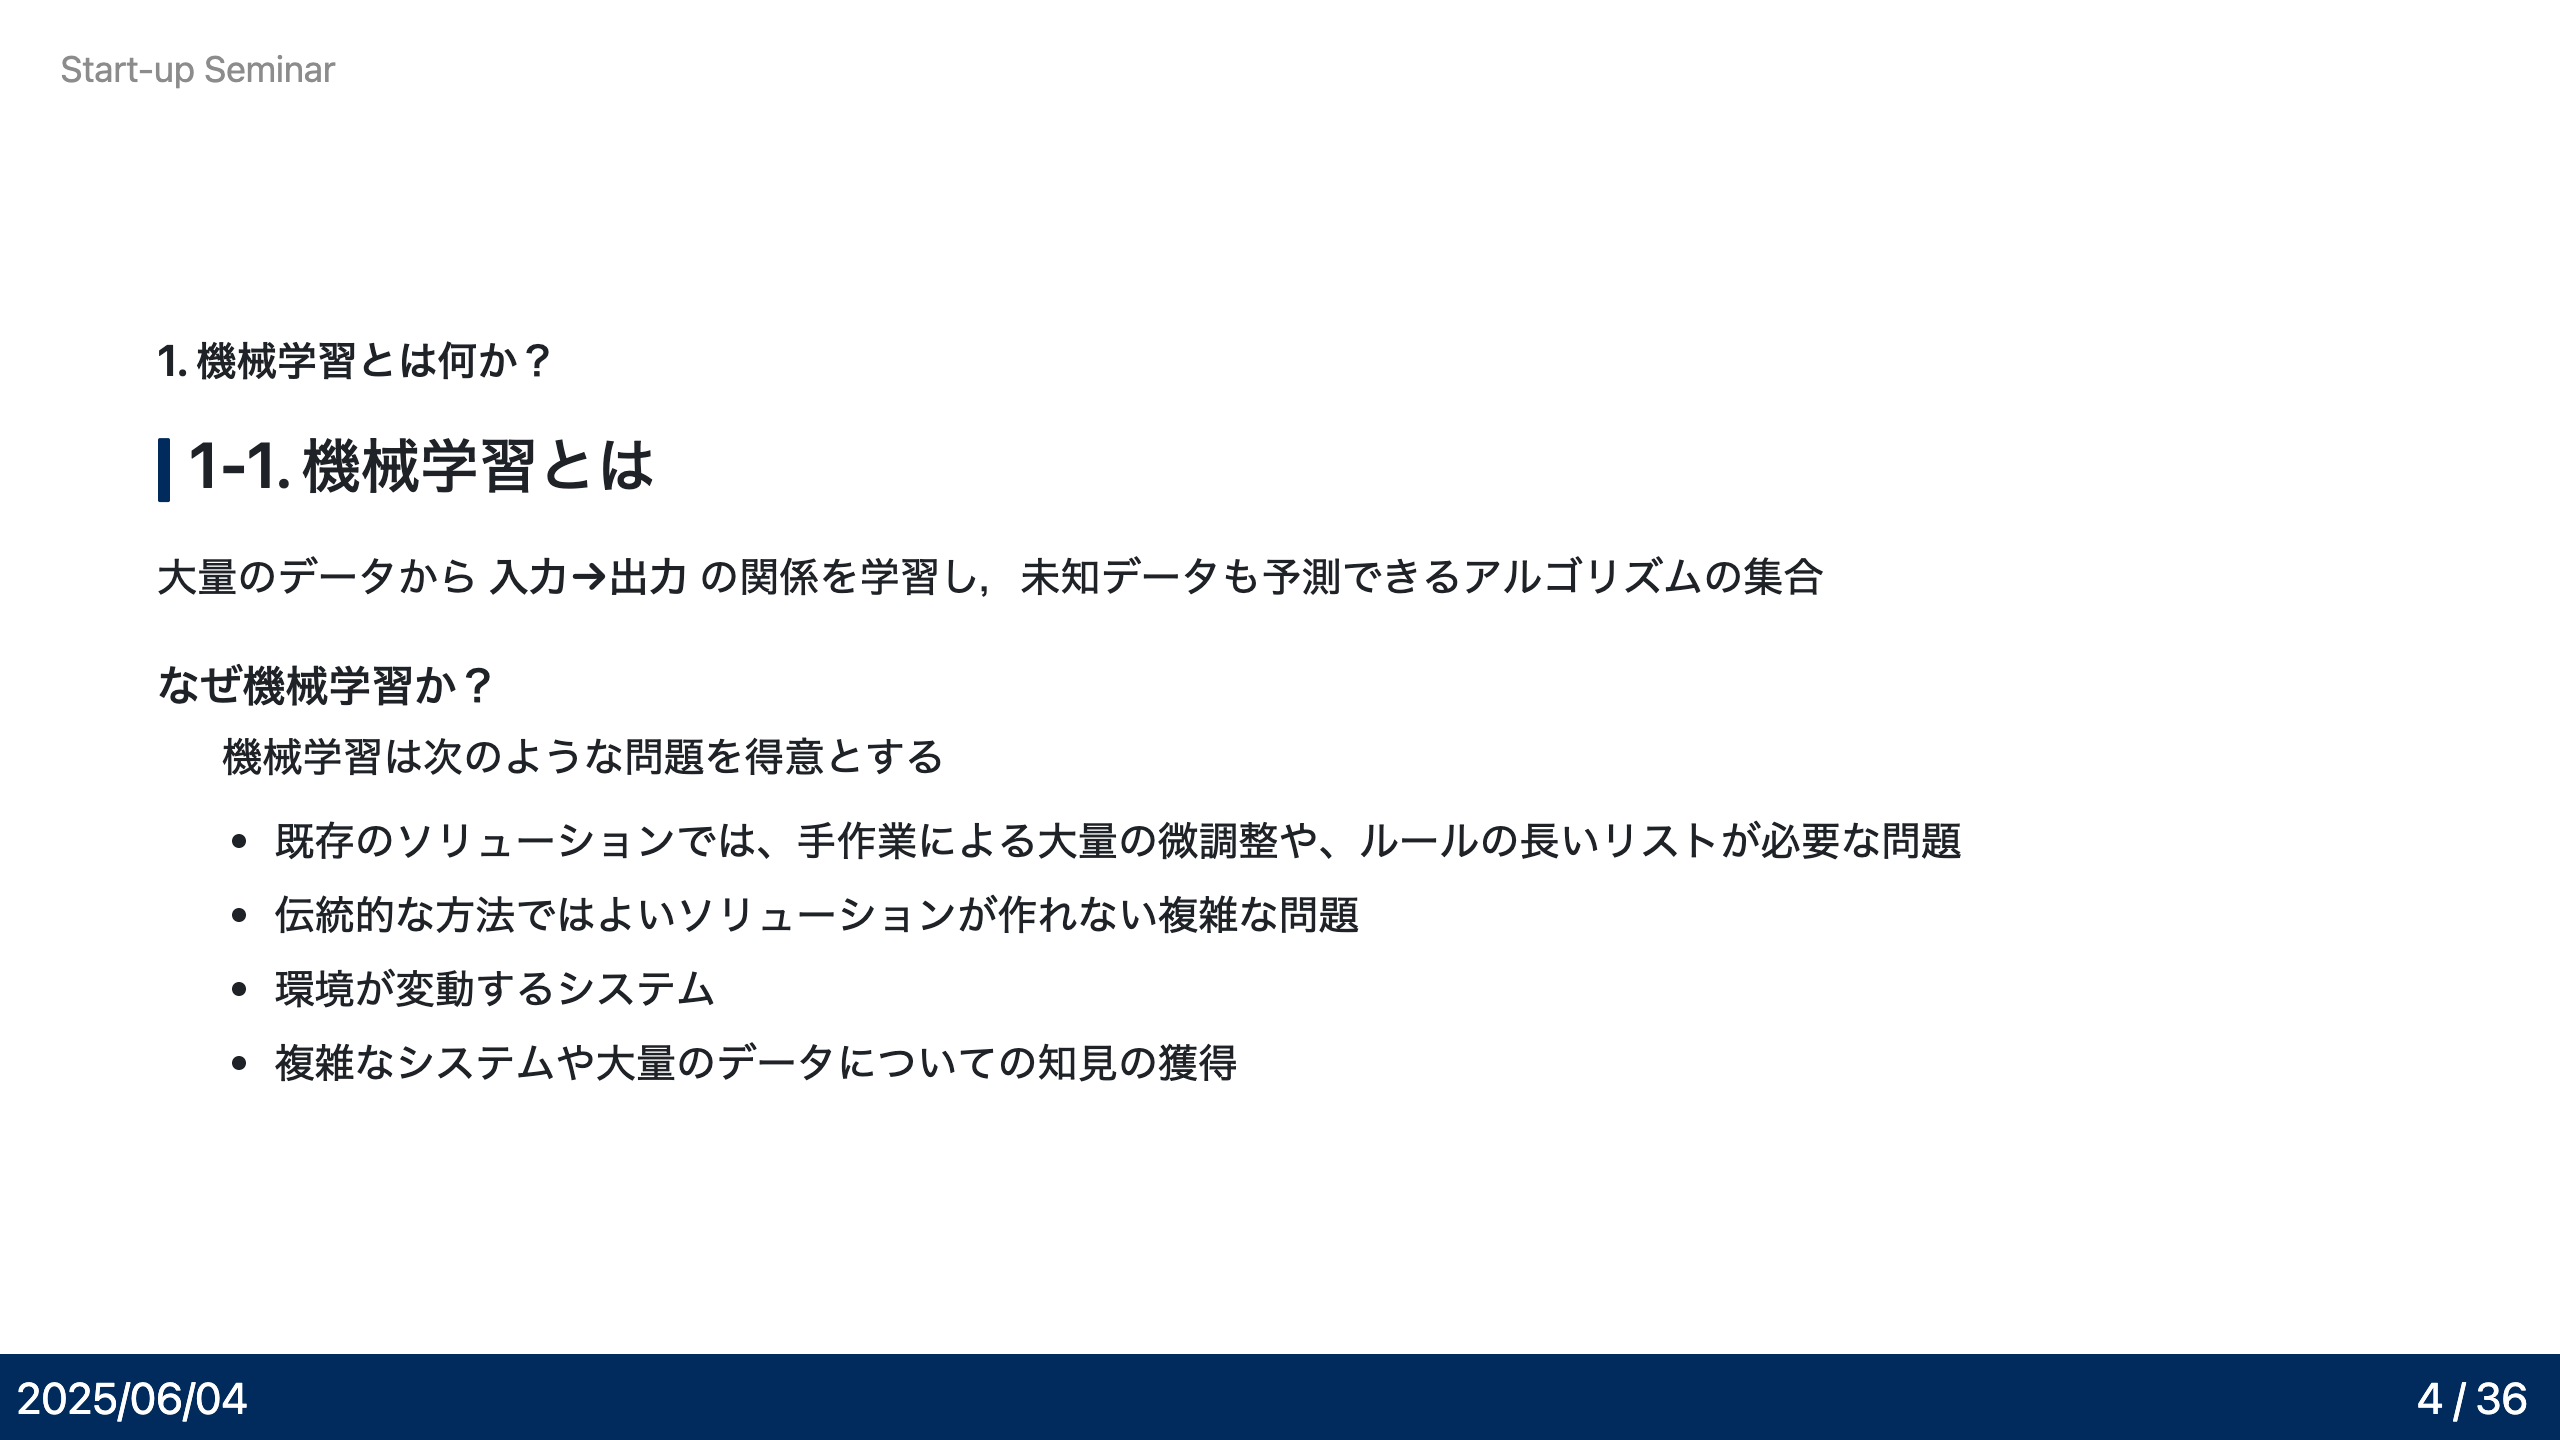 Start-up Seminar
1. 機械学習とは何か？
1-1. 機械学習とは
大量のデータから 入力→出力 の関係を学習し，未知データも予測できるアルゴリズムの集合
なぜ機械学習か？
機械学習は次のような問題を得意とする
• 既存のソリューションでは、手作業による大量の微調整や、ルールの長いリストが必要な問題
• 伝統的な方法ではよいソリューションが作れない複雑な問題
• 環境が変動するシステム
• 複雑なシステムや大量のデータについての知見の獲得
2025/06/04
4 / 36